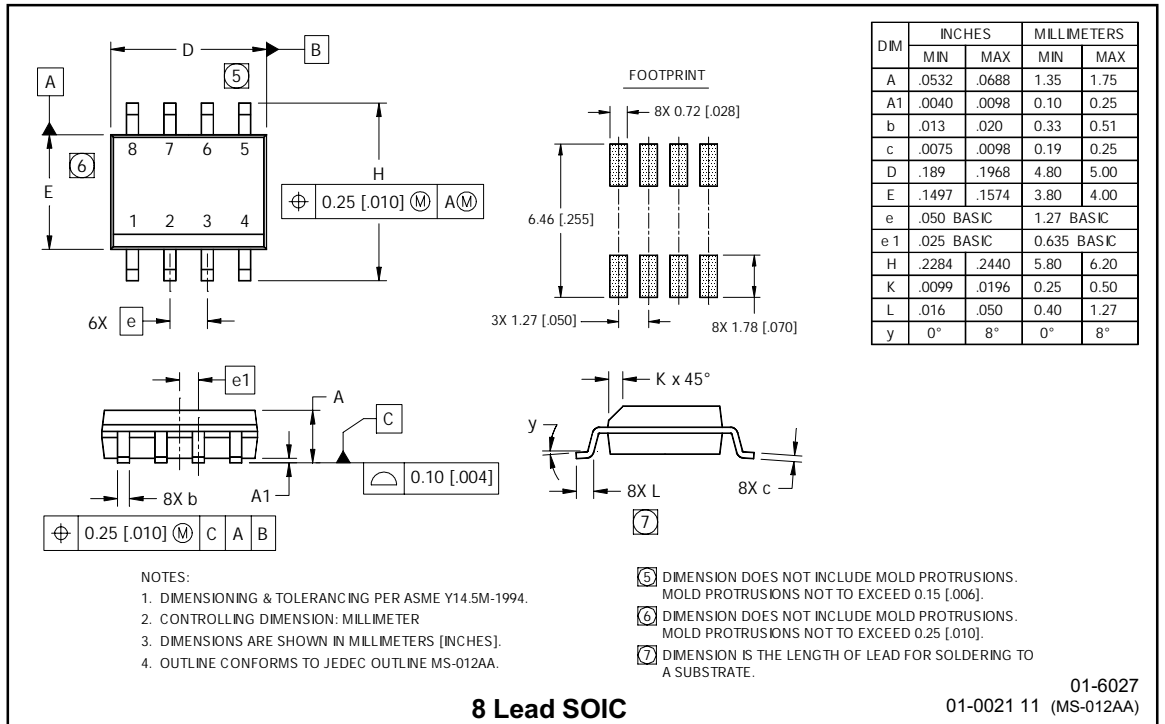 D
B
5
A
8 7 6 5
6
E
H
⌖ 0.25 [.010] Ⓜ AⓂ
1 2 3 4
6X e
FOOTPRINT
8X 0.72 [.028]
6.46 [.255]
3X 1.27 [.050]
8X 1.78 [.070]
DIM INCHES MILLIMETERS
MIN MAX MIN MAX
A .0532 .0688 1.35 1.75
A1 .0040 .0098 0.10 0.25
b .013 .020 0.33 0.51
c .0075 .0098 0.19 0.25
D .189 .1968 4.80 5.00
E .1497 .1574 3.80 4.00
e .050 BASIC 1.27 BASIC
e 1 .025 BASIC 0.635 BASIC
H .2284 .2440 5.80 6.20
K .0099 .0196 0.25 0.50
L .016 .050 0.40 1.27
y 0° 8° 0° 8°
e1
A
C
⌓ 0.10 [.004]
8X b
A1
⌖ 0.25 [.010] Ⓜ C A B
K x 45°
y
8X L
7
8X c
NOTES:
1. DIMENSIONING & TOLERANCING PER ASME Y14.5M-1994.
2. CONTROLLING DIMENSION: MILLIMETER
3. DIMENSIONS ARE SHOWN IN MILLIMETERS [INCHES].
4. OUTLINE CONFORMS TO JEDEC OUTLINE MS-012AA.
5 DIMENSION DOES NOT INCLUDE MOLD PROTRUSIONS.
MOLD PROTRUSIONS NOT TO EXCEED 0.15 [.006].
6 DIMENSION DOES NOT INCLUDE MOLD PROTRUSIONS.
MOLD PROTRUSIONS NOT TO EXCEED 0.25 [.010].
7 DIMENSION IS THE LENGTH OF LEAD FOR SOLDERING TO
A SUBSTRATE.
8 Lead SOIC
01-6027
01-0021 11 (MS-012AA)